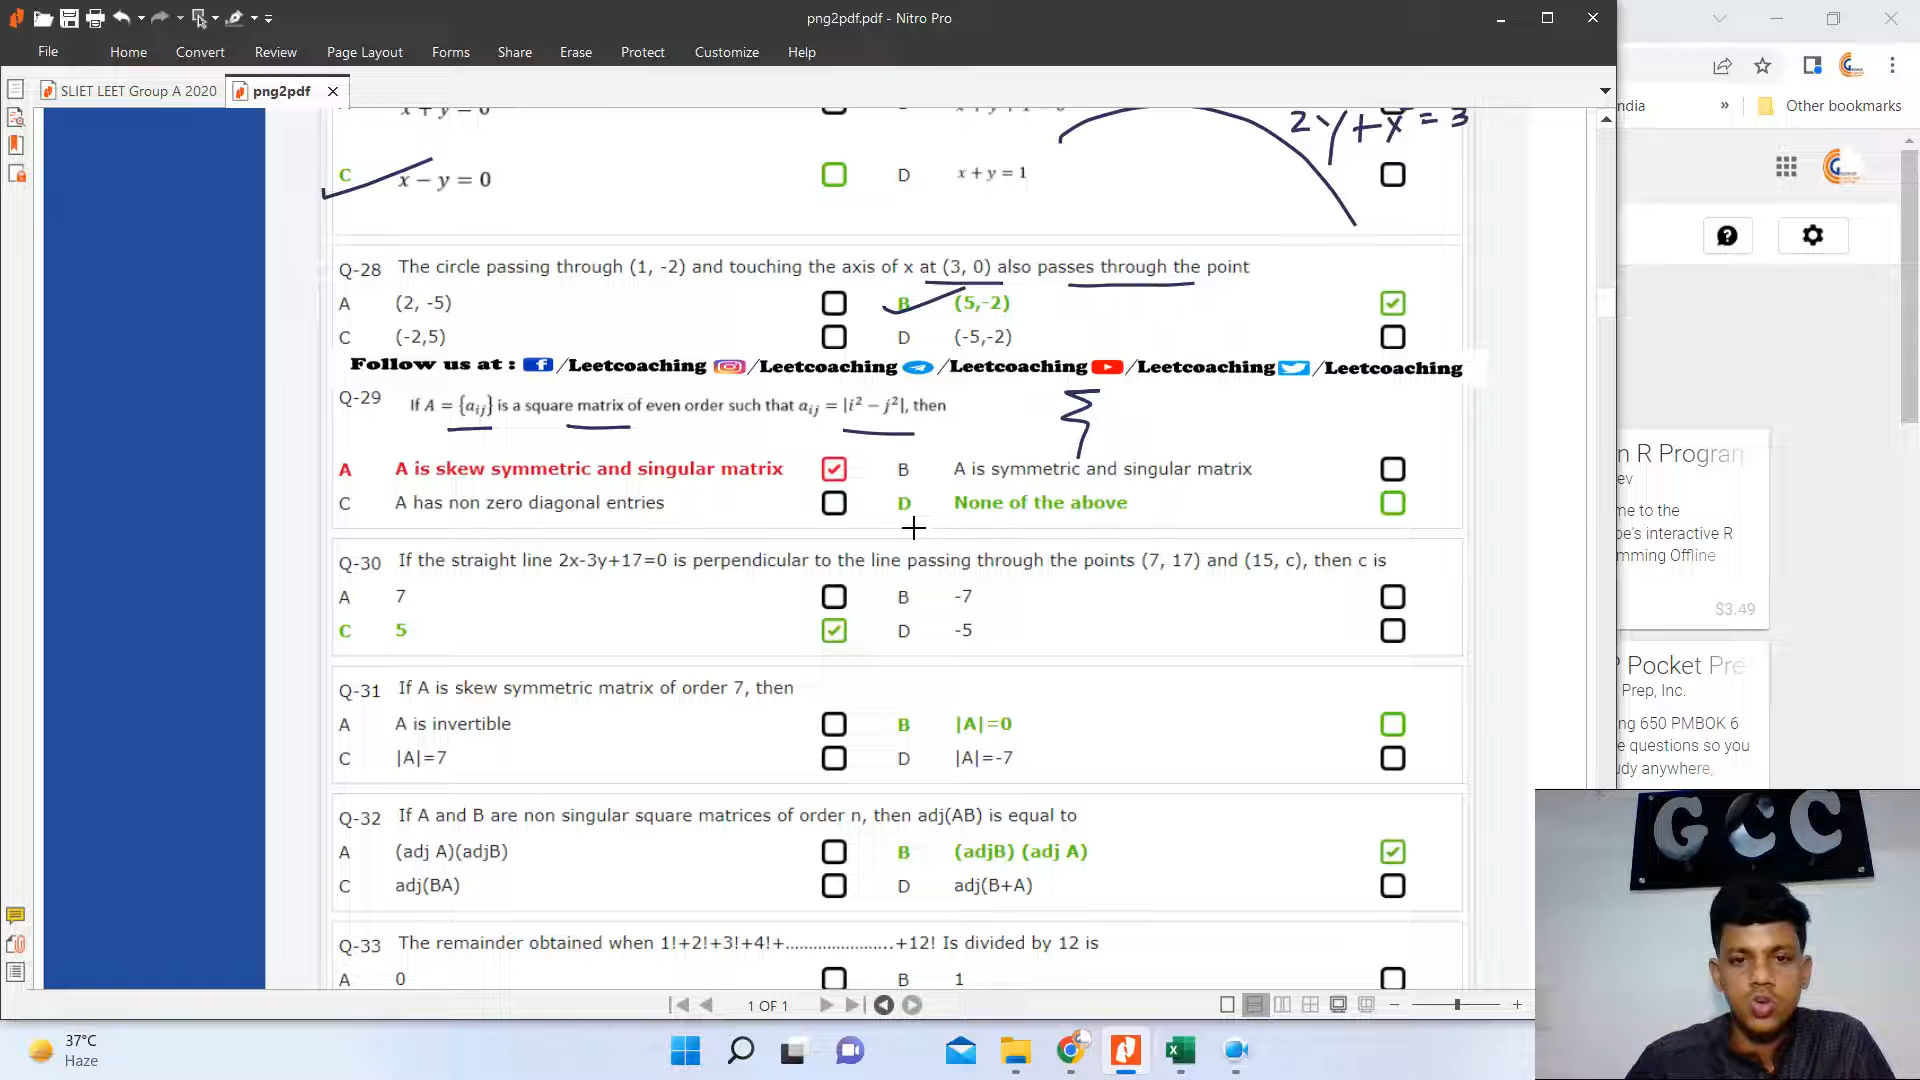 png2pdf.pdf - Nitro Pro
File Home Convert Review Page Layout Forms Share Erase Protect Customize Help
SLIET LEET Group A 2020 png2pdf
ndia » Other bookmarks
x + y = 0
2y + x = 3
C x − y = 0 D x + y = 1
Q-28 The circle passing through (1, -2) and touching the axis of x at (3, 0) also passes through the point
A (2, -5) B (5,-2)
C (-2,5) D (-5,-2)
Follow us at : /Leetcoaching /Leetcoaching /Leetcoaching /Leetcoaching /Leetcoaching
Q-29 If A = {aij} is a square matrix of even order such that aij = |i² − j²|, then
A A is skew symmetric and singular matrix B A is symmetric and singular matrix
C A has non zero diagonal entries D None of the above
Q-30 If the straight line 2x-3y+17=0 is perpendicular to the line passing through the points (7, 17) and (15, c), then c is
A 7 B -7
C 5 D -5
Q-31 If A is skew symmetric matrix of order 7, then
A A is invertible B |A|=0
C |A|=7 D |A|=-7
Q-32 If A and B are non singular square matrices of order n, then adj(AB) is equal to
A (adj A)(adjB) B (adjB) (adj A)
C adj(BA) D adj(B+A)
Q-33 The remainder obtained when 1!+2!+3!+4!+.......................+12! Is divided by 12 is
A 0 B 1
n R Program
ev
me to the
pe's interactive R
mming Offline
$3.49
Pocket Pre
Prep, Inc.
ng 650 PMBOK 6
e questions so you
dy anywhere,
GCC
1 OF 1
37°C
Haze